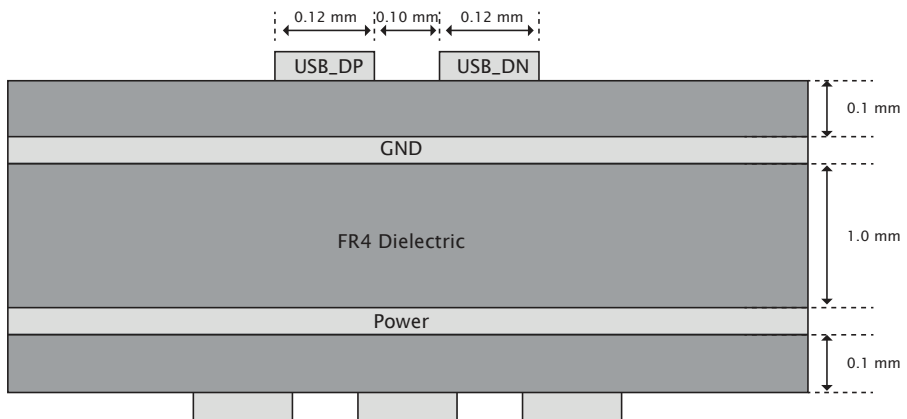 0.12 mm 0.10 mm 0.12 mm
USB_DP USB_DN
0.1 mm
GND
FR4 Dielectric
1.0 mm
Power
0.1 mm